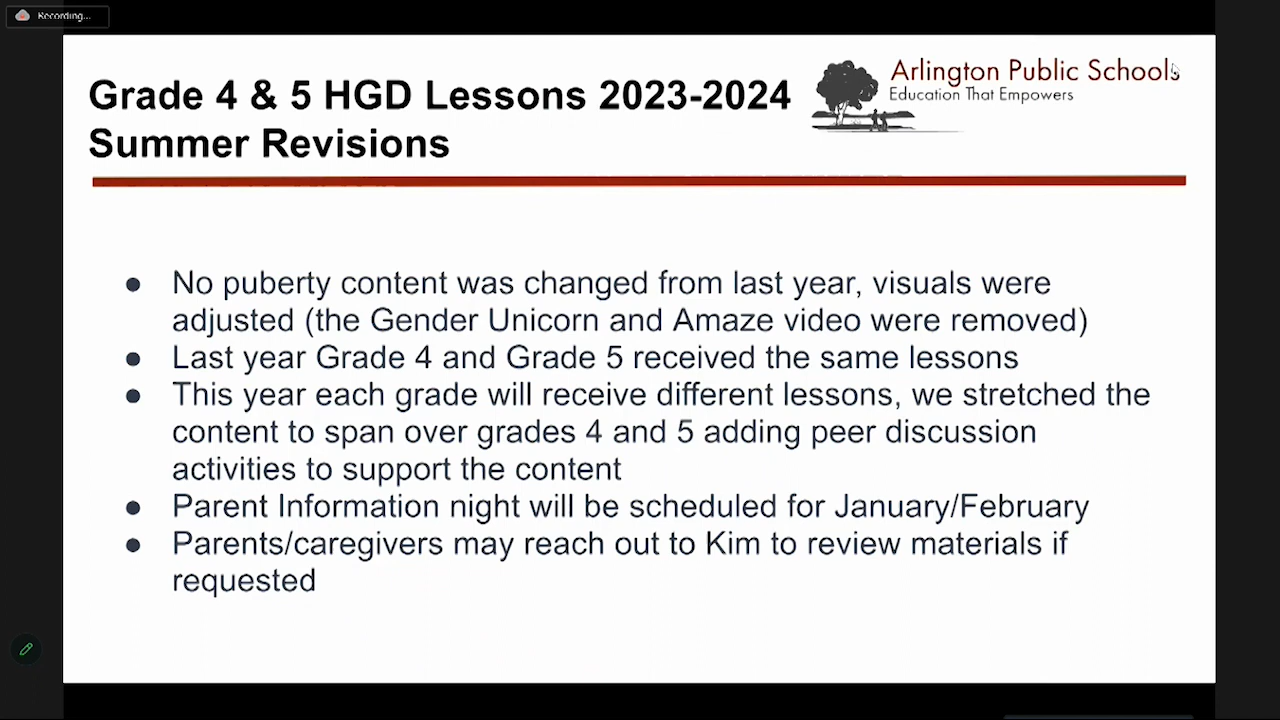 Recording...
Grade 4 & 5 HGD Lessons 2023-2024
Summer Revisions
Arlington Public Schools
Education That Empowers
● No puberty content was changed from last year, visuals were
adjusted (the Gender Unicorn and Amaze video were removed)
● Last year Grade 4 and Grade 5 received the same lessons
● This year each grade will receive different lessons, we stretched the
content to span over grades 4 and 5 adding peer discussion
activities to support the content
● Parent Information night will be scheduled for January/February
● Parents/caregivers may reach out to Kim to review materials if
requested